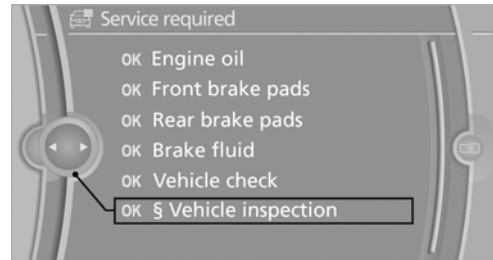 Service required
OK Engine oil
OK Front brake pads
OK Rear brake pads
OK Brake fluid
OK Vehicle check
OK § Vehicle inspection